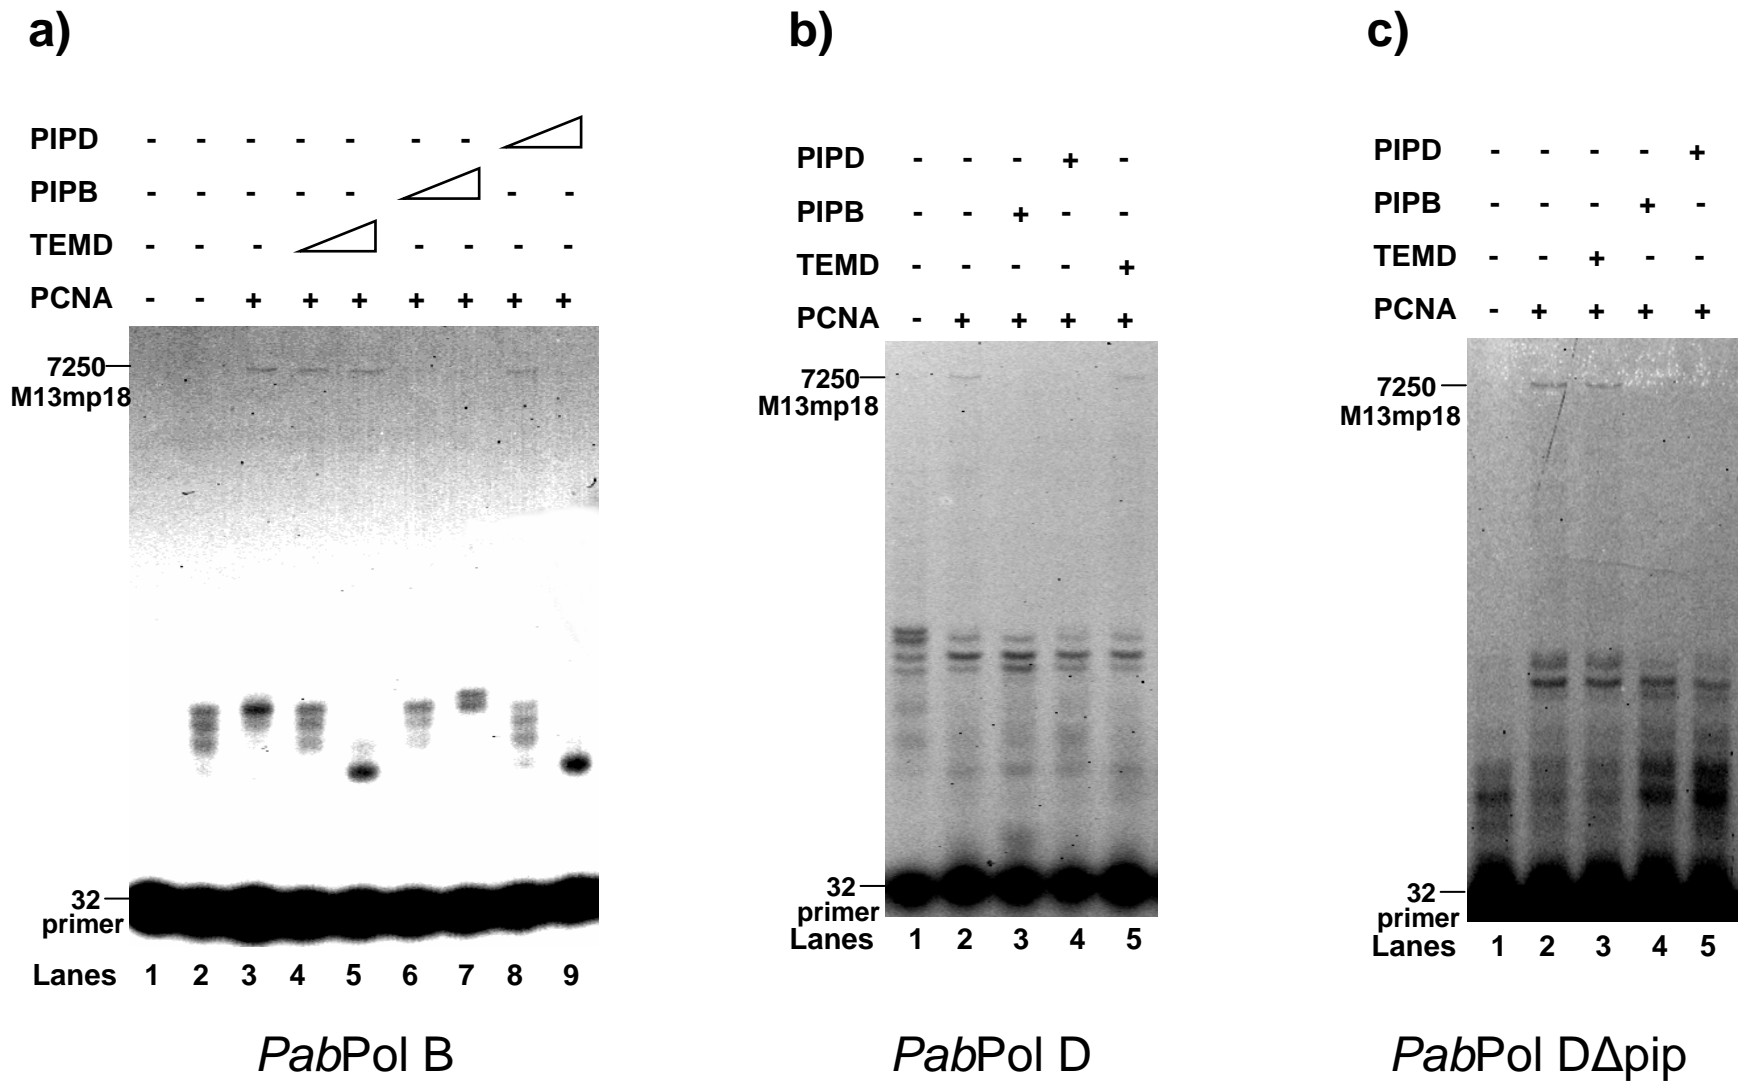 a)
PIPD - - - - - - -
PIPB - - - - - - -
TEMD - - - - - - -
PCNA - - + + + + + + +
7250
M13mp18
32
primer
Lanes 1 2 3 4 5 6 7 8 9
PabPol B
b)
PIPD - - - + -
PIPB - - + - -
TEMD - - - - +
PCNA - + + + +
7250
M13mp18
32
primer
Lanes 1 2 3 4 5
PabPol D
c)
PIPD - - - - +
PIPB - - - + -
TEMD - - + - -
PCNA - + + + +
7250
M13mp18
32
primer
Lanes 1 2 3 4 5
PabPol DΔpip